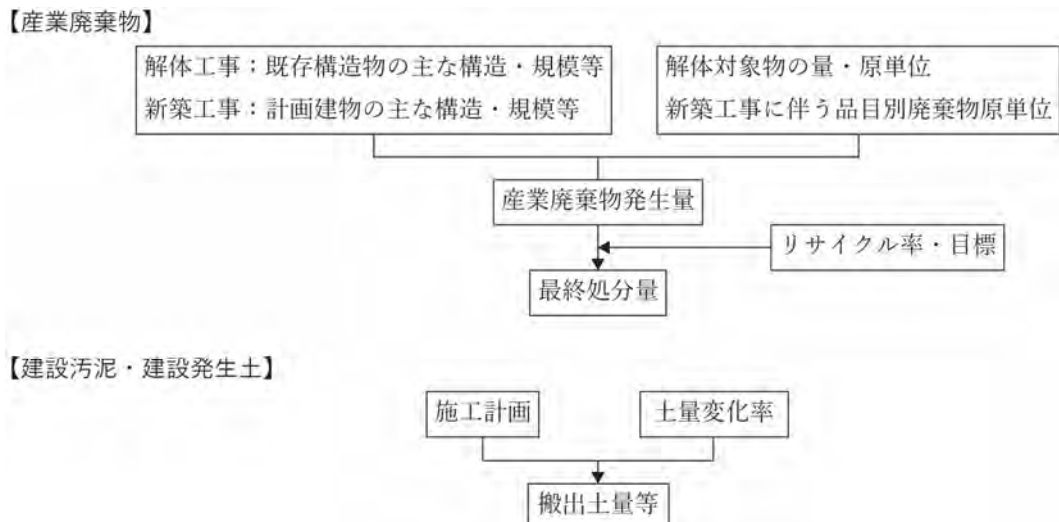 【産業廃棄物】
解体工事：既存構造物の主な構造・規模等
新築工事：計画建物の主な構造・規模等
解体対象物の量・原単位
新築工事に伴う品目別廃棄物原単位
産業廃棄物発生量
リサイクル率・目標
最終処分量
【建設汚泥・建設発生土】
施工計画
土量変化率
搬出土量等